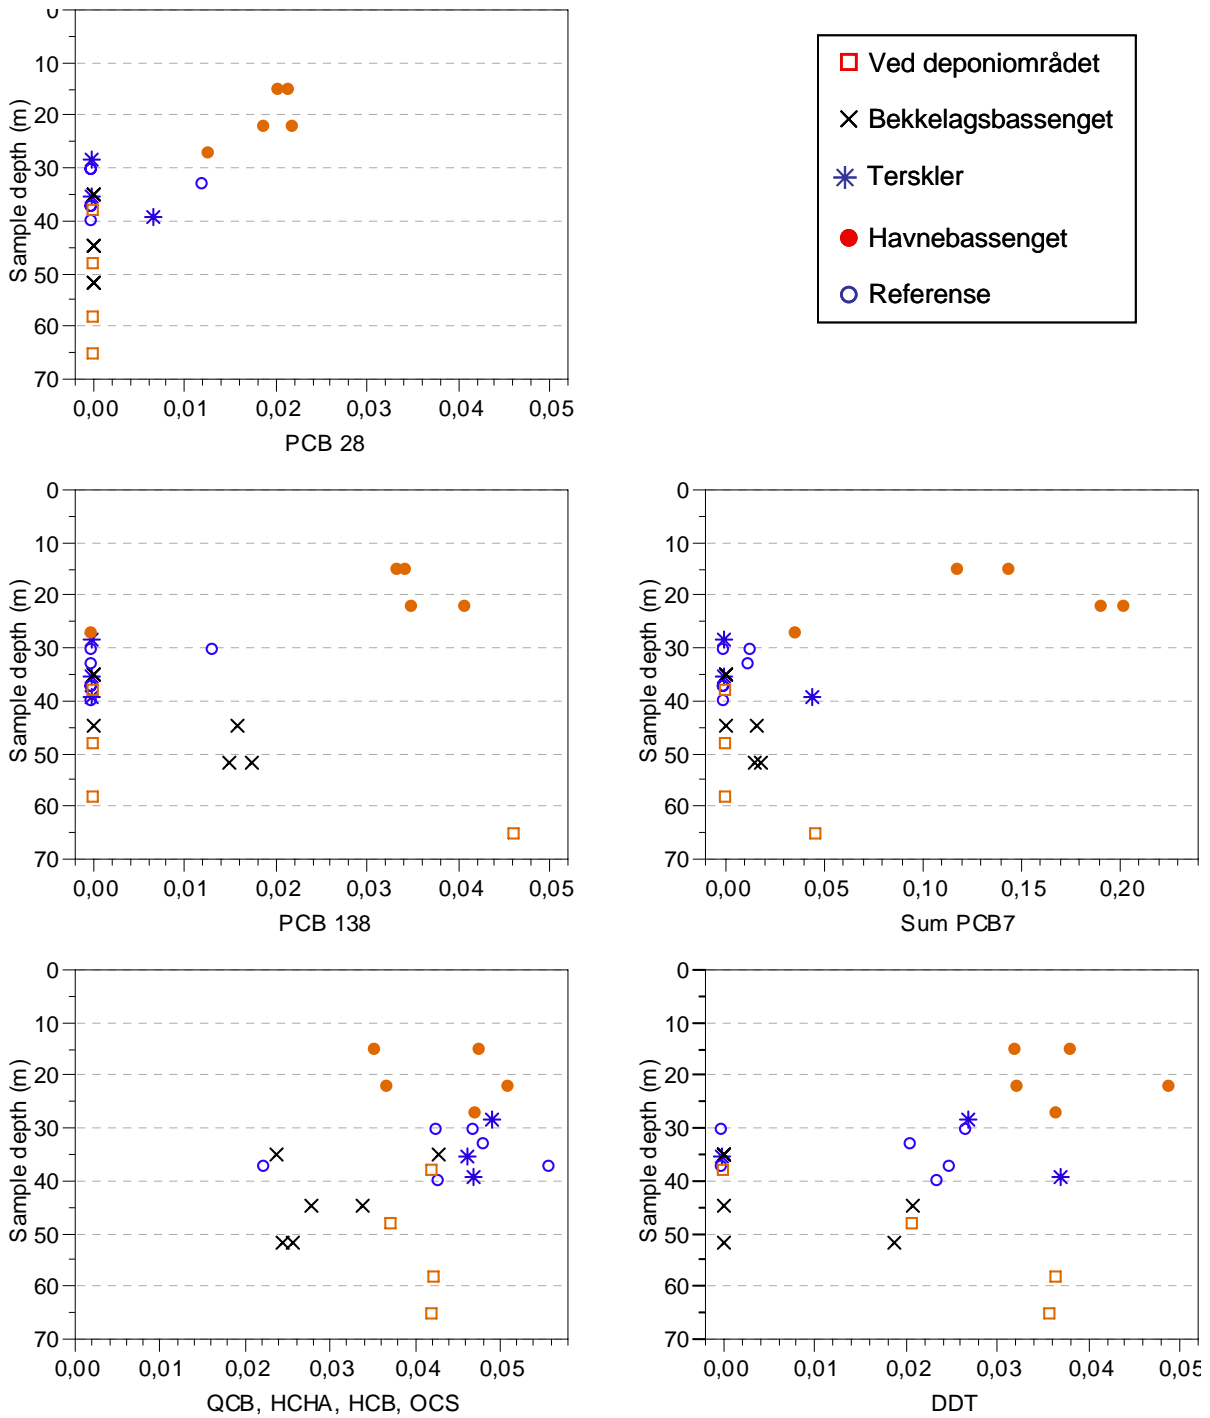 0
10
20
30
40
50
60
70
Sample depth (m)
0,00 0,01 0,02 0,03 0,04 0,05
PCB 28
Ved deponiområdet
Bekkelagsbassenget
Terskler
Havnebassenget
Referense
0
10
20
30
40
50
60
70
Sample depth (m)
0,00 0,01 0,02 0,03 0,04 0,05
PCB 138
0
10
20
30
40
50
60
70
Sample depth (m)
0,00 0,05 0,10 0,15 0,20
Sum PCB7
0
10
20
30
40
50
60
70
Sample depth (m)
0,00 0,01 0,02 0,03 0,04 0,05
QCB, HCHA, HCB, OCS
0
10
20
30
40
50
60
70
Sample depth (m)
0,00 0,01 0,02 0,03 0,04 0,05
DDT